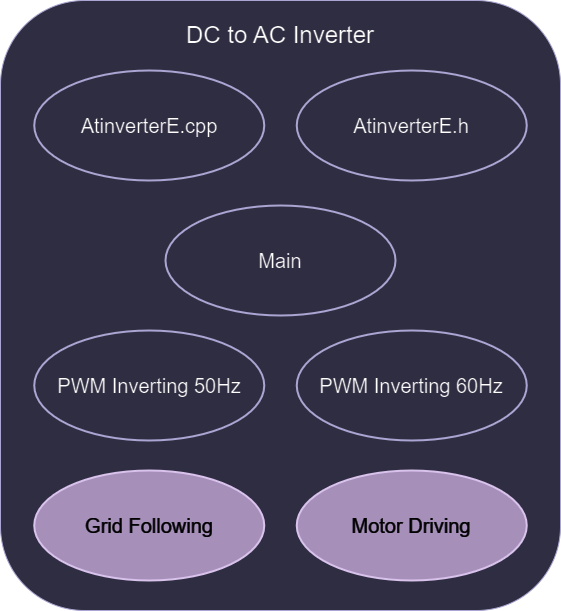 DC to AC Inverter
AtinverterE.cpp
AtinverterE.h
Main
PWM Inverting 50Hz
PWM Inverting 60Hz
Grid Following
Motor Driving